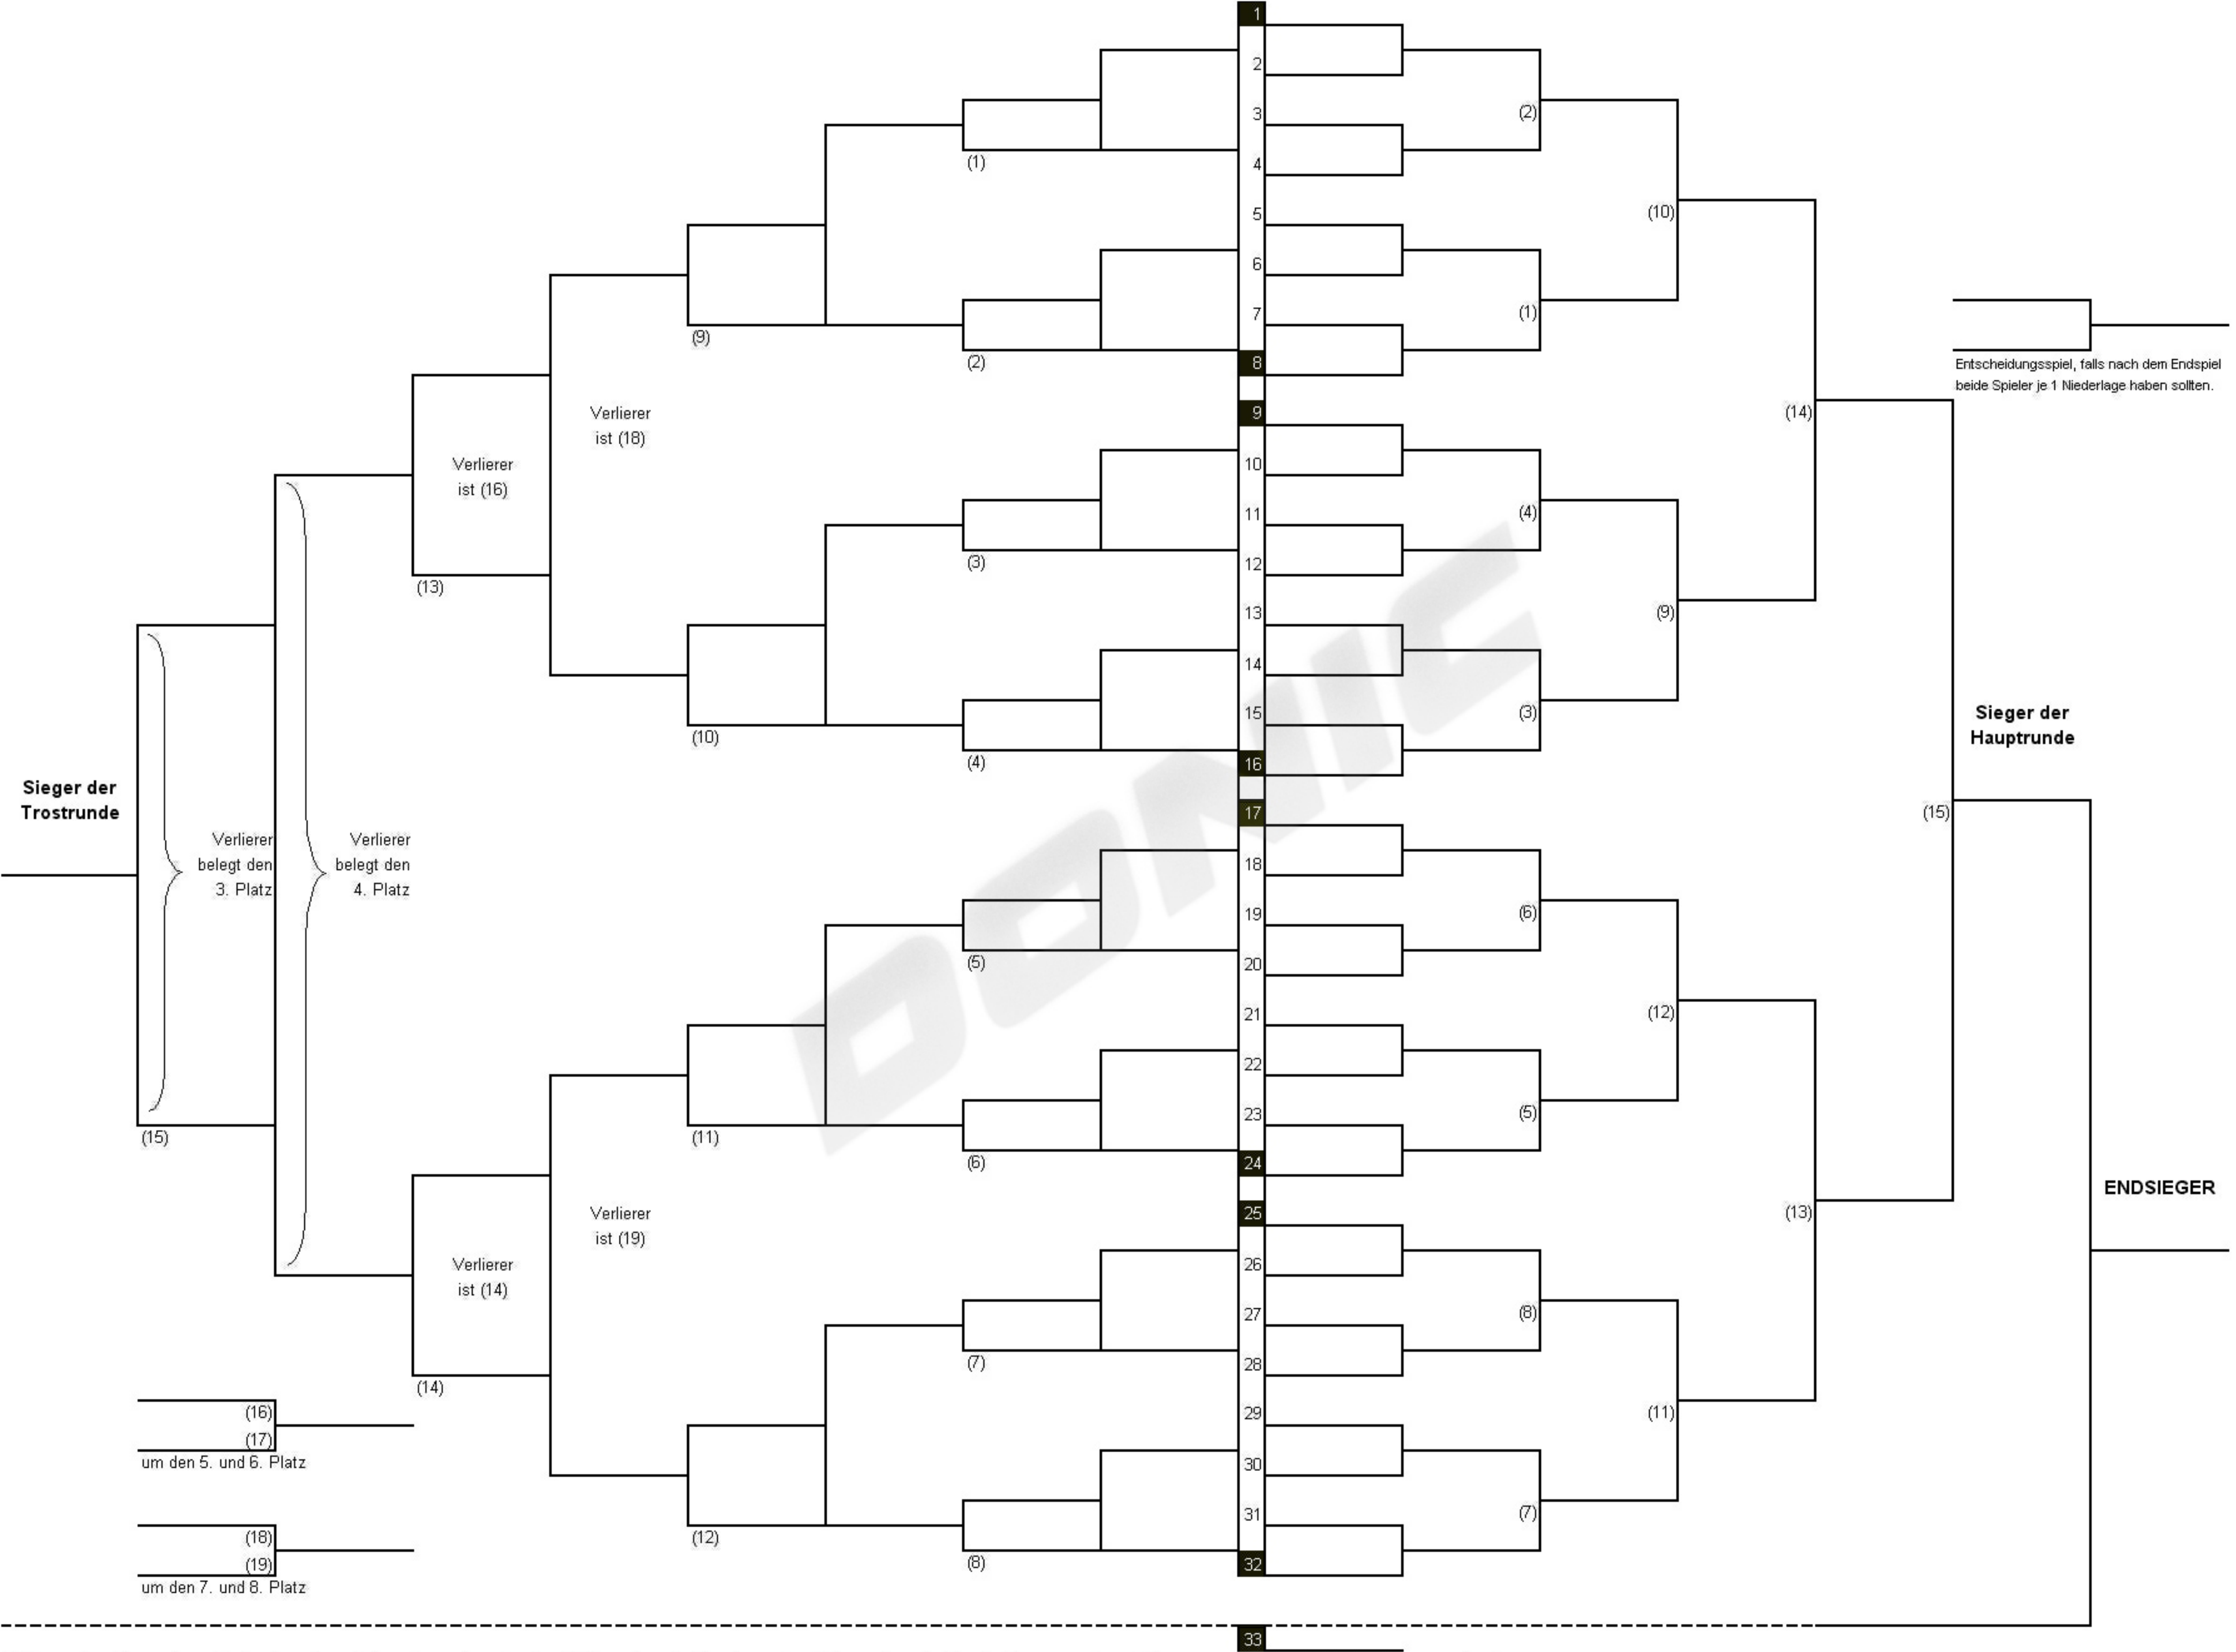 1
2
3
(2)
(1)
4
5
(10)
6
7
(1)
(9)
(2)
8
Entscheidungsspiel, falls nach dem Endspiel
beide Spieler je 1 Niederlage haben sollten.
Verlierer
ist (18)
9
(14)
Verlierer
ist (16)
10
11
(4)
(3)
12
(13)
13
(9)
14
15
(3)
Sieger der
Hauptrunde
(10)
(4)
16
Sieger der
Trostrunde
17
(15)
Verlierer
belegt den
3. Platz
Verlierer
belegt den
4. Platz
18
19
(6)
(5)
20
21
(12)
22
23
(5)
(15)
(11)
(6)
24
ENDSIEGER
Verlierer
ist (19)
25
(13)
Verlierer
ist (14)
26
27
(8)
(7)
28
(14)
(16)
(17)
um den 5. und 6. Platz
29
(11)
30
31
(7)
(18)
(19)
um den 7. und 8. Platz
(12)
(8)
32
33
DONIC